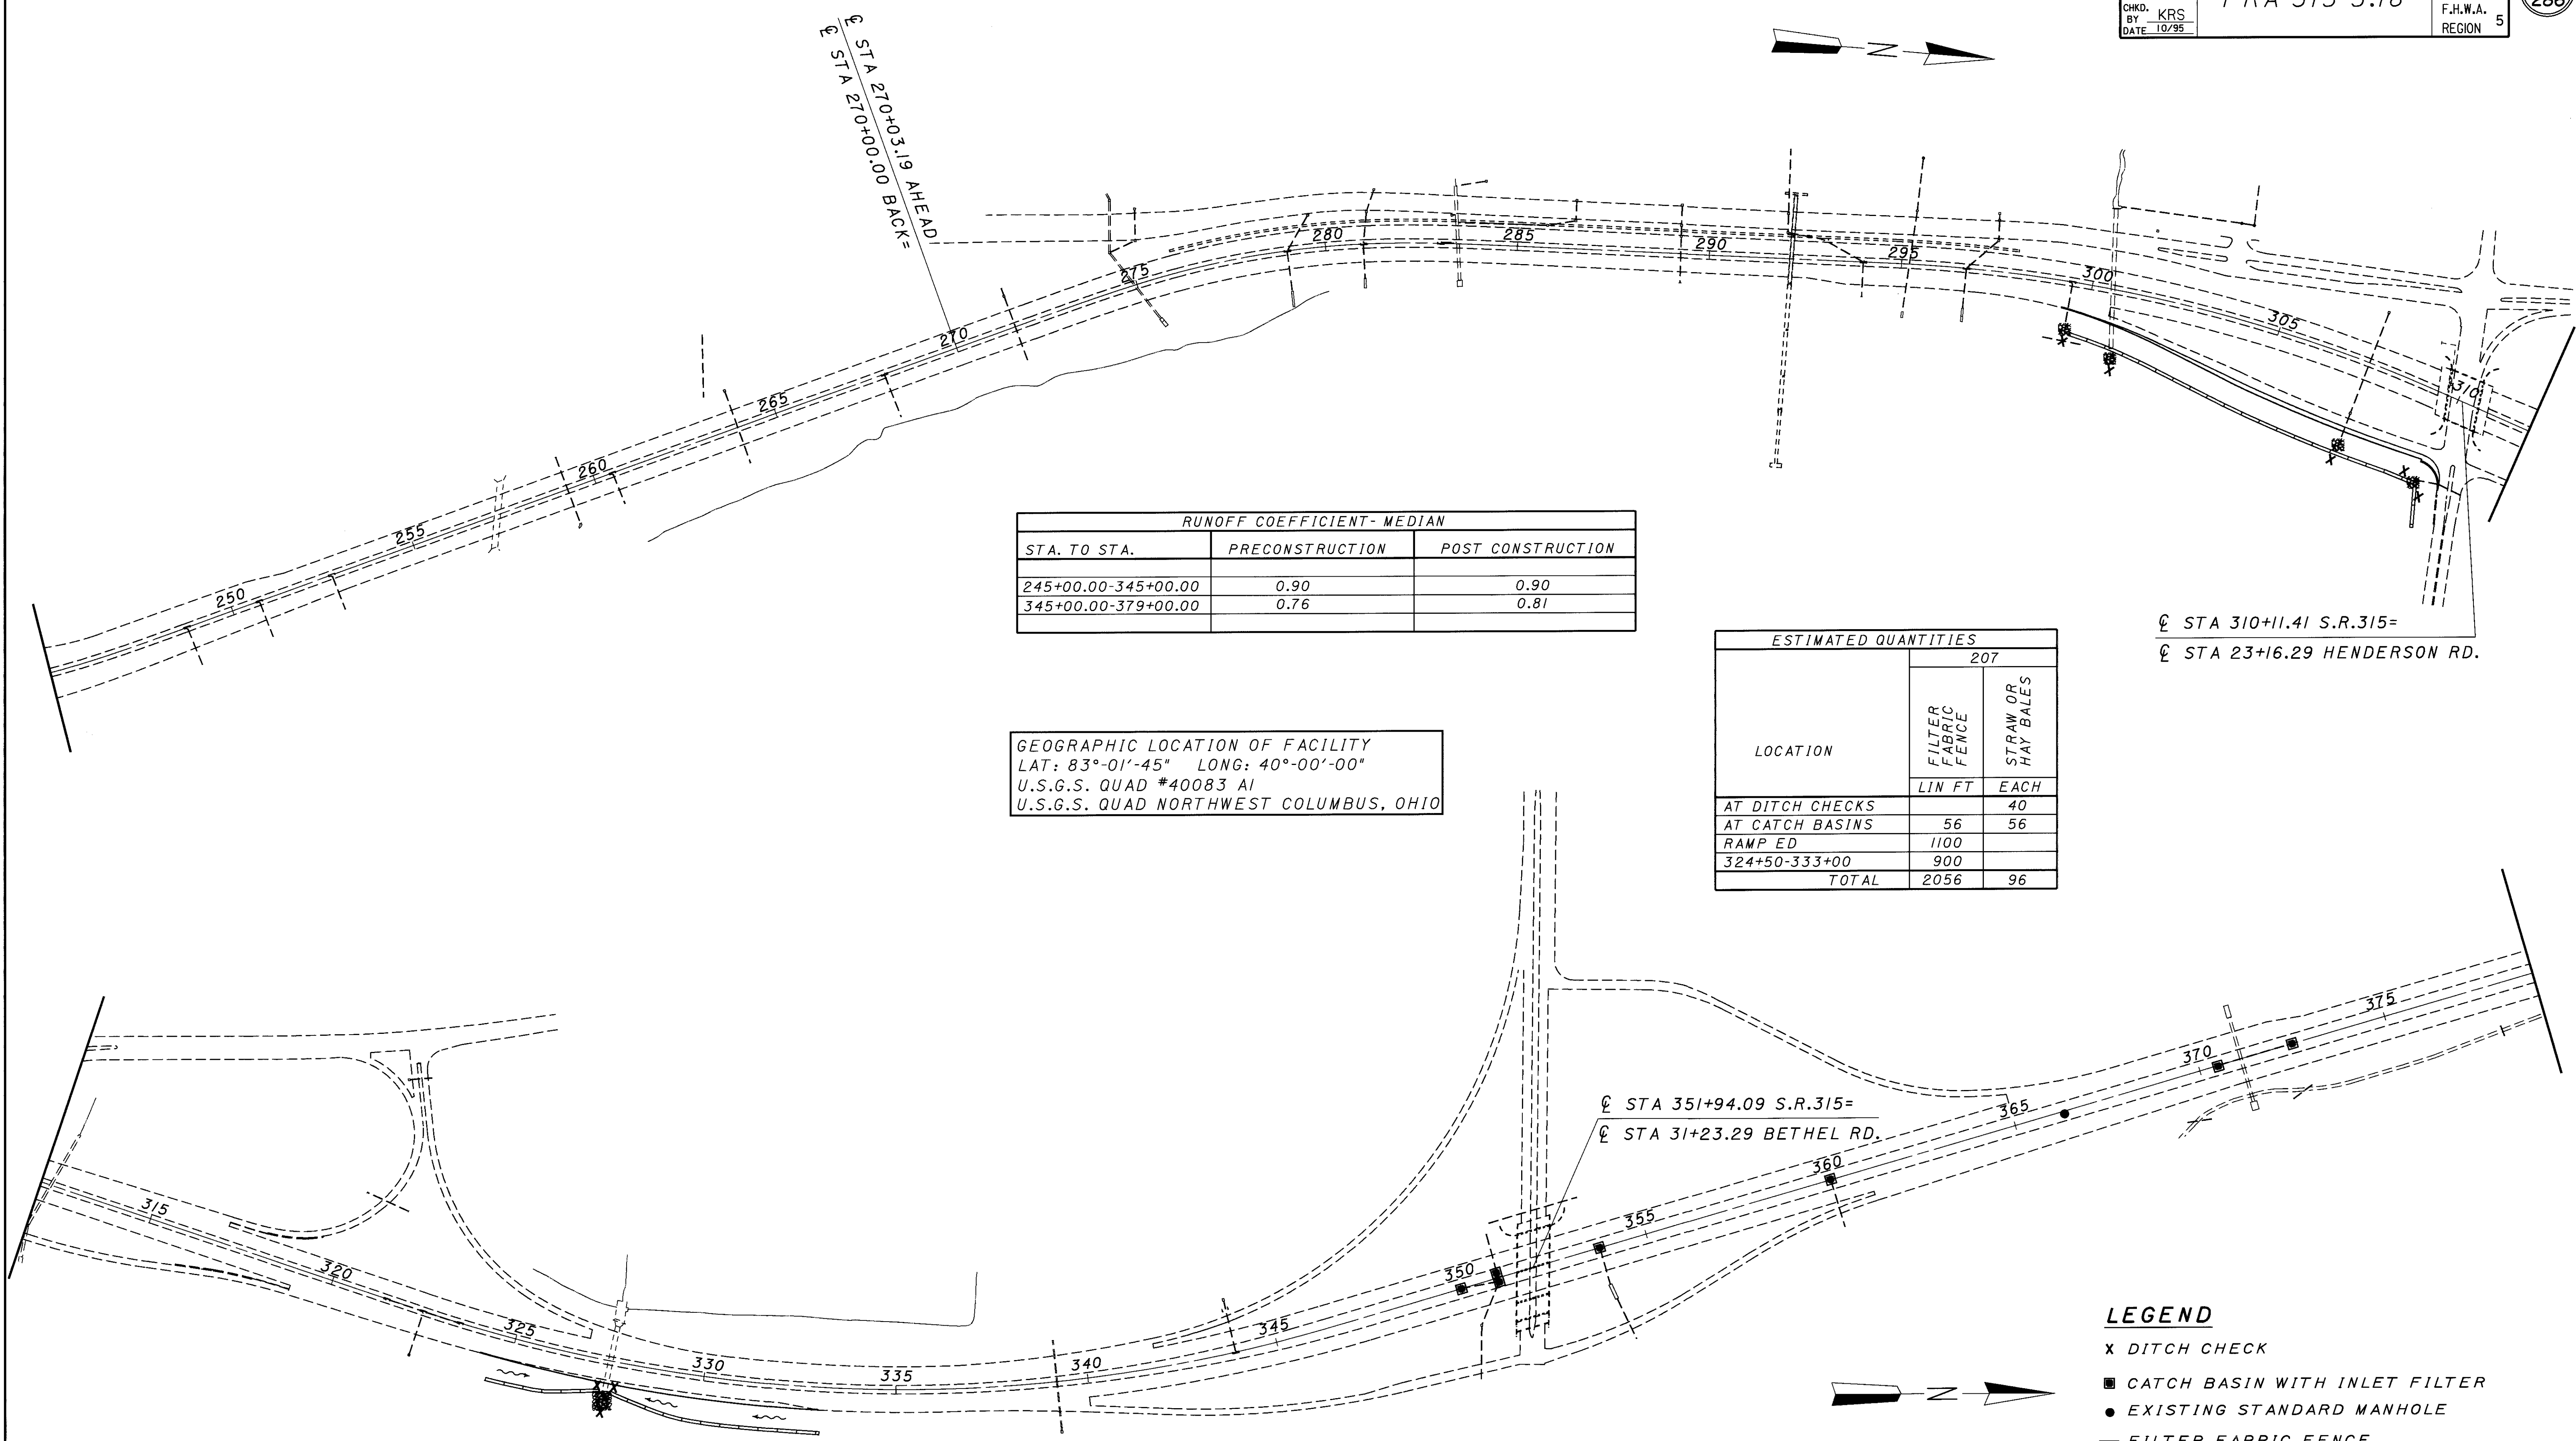 CHKD.
BY KRS
DATE 10/95
F.H.W.A.
REGION 5
N
℄ STA 270+03.19 AHEAD
℄ STA 270+00.00 BACK=
250
255
260
265
270
275
280
285
290
295
300
305
310
RUNOFF COEFFICIENT- MEDIAN
STA. TO STA. PRECONSTRUCTION POST CONSTRUCTION
245+00.00-345+00.00 0.90 0.90
345+00.00-379+00.00 0.76 0.81
℄ STA 310+11.41 S.R.315=
℄ STA 23+16.29 HENDERSON RD.
ESTIMATED QUANTITIES
207
LOCATION
FILTER
FABRIC
FENCE
STRAW OR
HAY BALES
LIN FT EACH
AT DITCH CHECKS 40
AT CATCH BASINS 56 56
RAMP ED 1100
324+50-333+00 900
TOTAL 2056 96
GEOGRAPHIC LOCATION OF FACILITY
LAT: 83°-01'-45" LONG: 40°-00'-00"
U.S.G.S. QUAD #40083 A1
U.S.G.S. QUAD NORTHWEST COLUMBUS, OHIO
℄ STA 351+94.09 S.R.315=
℄ STA 31+23.29 BETHEL RD.
315
320
325
330
335
340
345
350
355
360
365
370
375
N
LEGEND
X DITCH CHECK
CATCH BASIN WITH INLET FILTER
EXISTING STANDARD MANHOLE
FILTER FABRIC FENCE